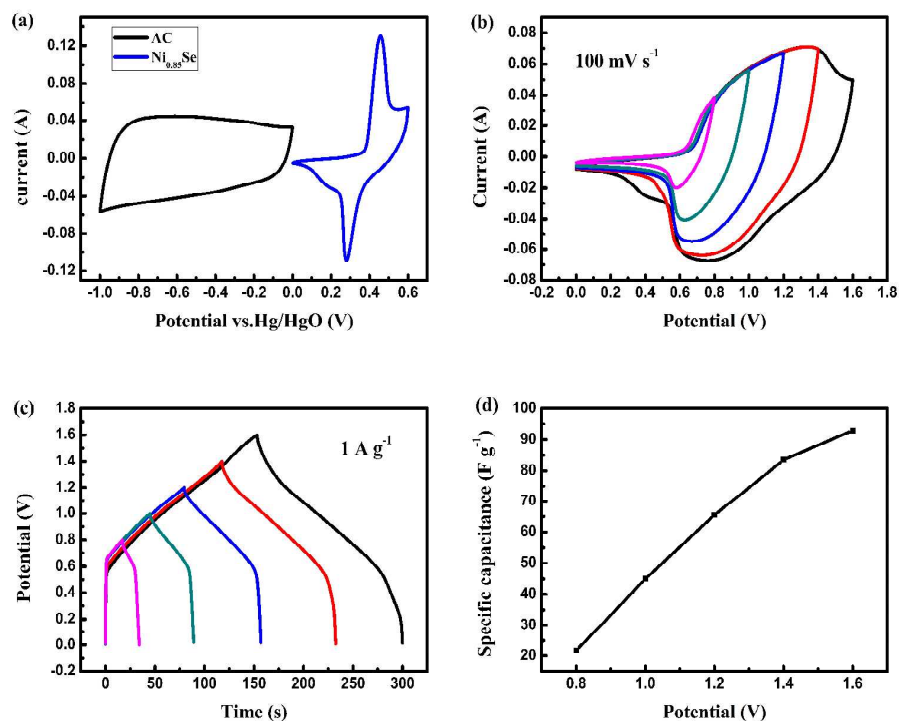 (a)
AC
Ni0.85Se
0.12
0.08
0.04
0.00
-0.04
-0.08
-0.12
current (A)
-1.0 -0.8 -0.6 -0.4 -0.2 0.0 0.2 0.4 0.6
Potential vs.Hg/HgO (V)
(b)
100 mV s-1
0.08
0.06
0.04
0.02
0.00
-0.02
-0.04
-0.06
-0.08
Current (A)
-0.2 0.0 0.2 0.4 0.6 0.8 1.0 1.2 1.4 1.6 1.8
Potential (V)
(c)
1 A g-1
1.8
1.6
1.4
1.2
1.0
0.8
0.6
0.4
0.2
0.0
-0.2
Potential (V)
0 50 100 150 200 250 300
Time (s)
(d)
100
90
80
70
60
50
40
30
20
Specific capacitance (F g-1)
0.8 1.0 1.2 1.4 1.6
Potential (V)